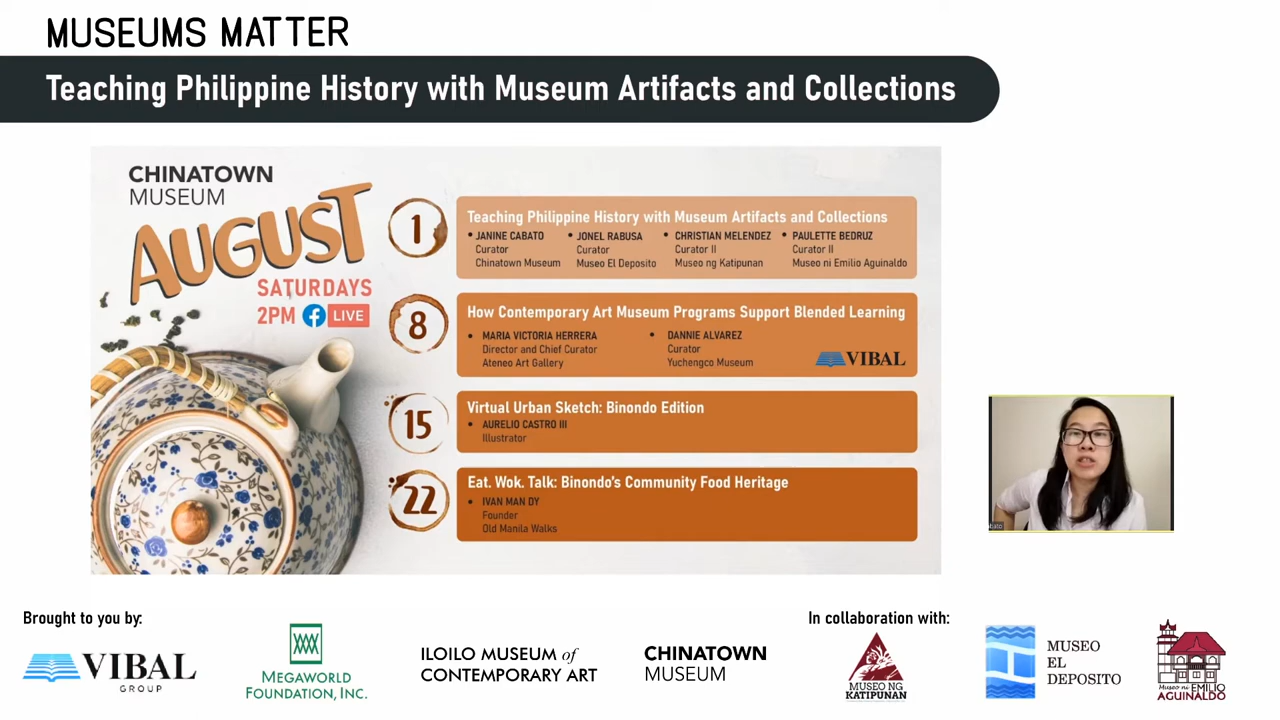 MUSEUMS MATTER
Teaching Philippine History with Museum Artifacts and Collections
CHINATOWN
MUSEUM
AUGUST
SATURDAYS
2PM LIVE
1
Teaching Philippine History with Museum Artifacts and Collections
• JANINE CABATO
Curator
Chinatown Museum
• JONEL RABUSA
Curator
Museo El Deposito
• CHRISTIAN MELENDEZ
Curator II
Museo ng Katipunan
• PAULETTE BEDRUZ
Curator II
Museo ni Emilio Aguinaldo
8
How Contemporary Art Museum Programs Support Blended Learning
• MARIA VICTORIA HERRERA
Director and Chief Curator
Ateneo Art Gallery
• DANNIE ALVAREZ
Curator
Yuchengco Museum
VIBAL
15
Virtual Urban Sketch: Binondo Edition
• AURELIO CASTRO III
Illustrator
22
Eat. Wok. Talk: Binondo's Community Food Heritage
• IVAN MAN DY
Founder
Old Manila Walks
Brought to you by:
VIBAL
GROUP
MEGAWORLD
FOUNDATION, INC.
ILOILO MUSEUM of
CONTEMPORARY ART
CHINATOWN
MUSEUM
In collaboration with:
MUSEO NG
KATIPUNAN
MUSEO
EL
DEPOSITO
Museo ni EMILIO
AGUINALDO